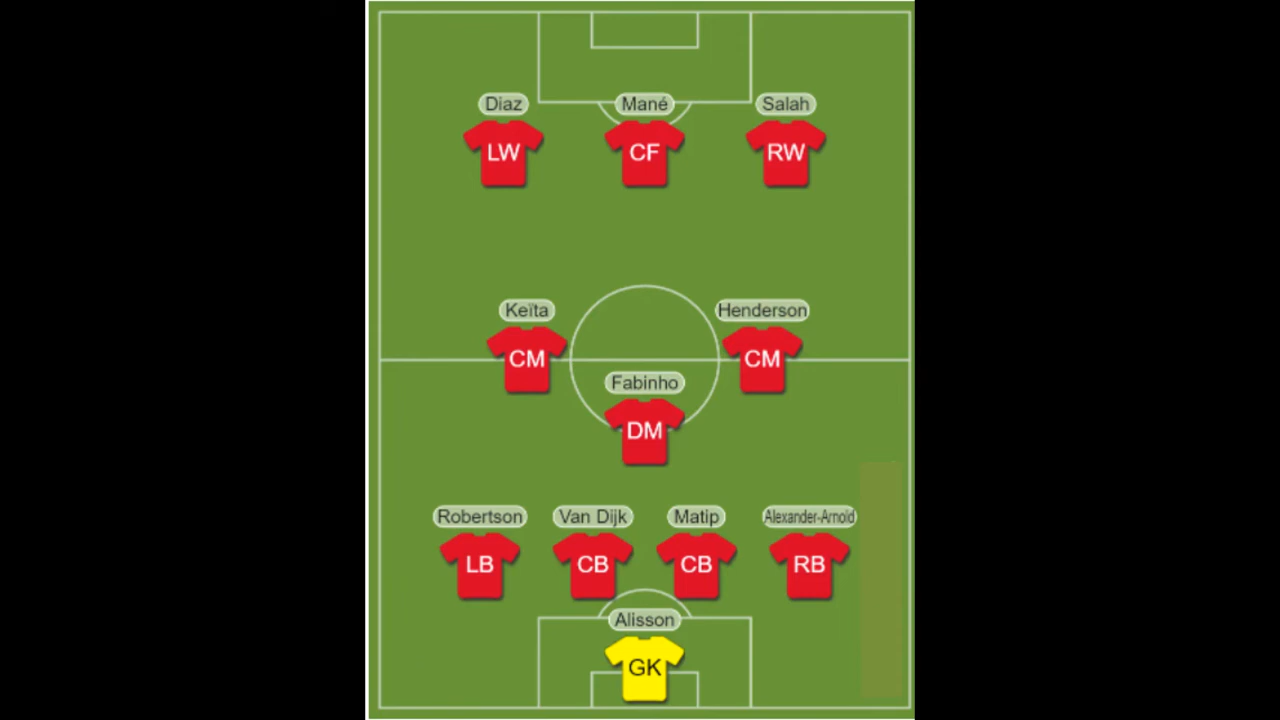 Diaz Mané Salah
LW CF RW
Keïta Henderson
CM CM
Fabinho
DM
Robertson Van Dijk Matip Alexander-Arnold
LB CB CB RB
Alisson
GK